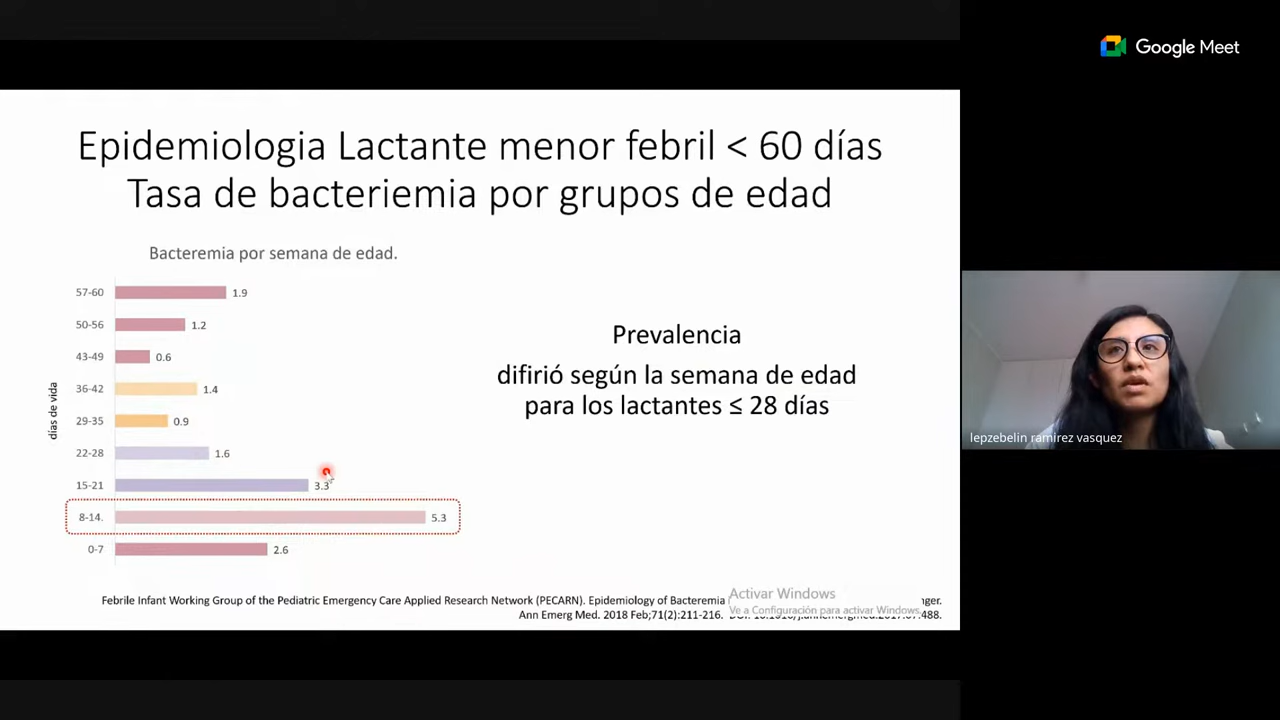 Google Meet
Epidemiologia Lactante menor febril < 60 días
Tasa de bacteriemia por grupos de edad
Bacteremia por semana de edad.
días de vida
57-60 1.9
50-56 1.2
43-49 0.6
36-42 1.4
29-35 0.9
22-28 1.6
15-21 3.3
8-14. 5.3
0-7 2.6
Prevalencia
difirió según la semana de edad
para los lactantes ≤ 28 días
Febrile Infant Working Group of the Pediatric Emergency Care Applied Research Network (PECARN). Epidemiology of Bacteremia
Ann Emerg Med. 2018 Feb;71(2):211-216.
Activar Windows
Ve a Configuración para activar Windows.
lepzebelin ramirez vasquez